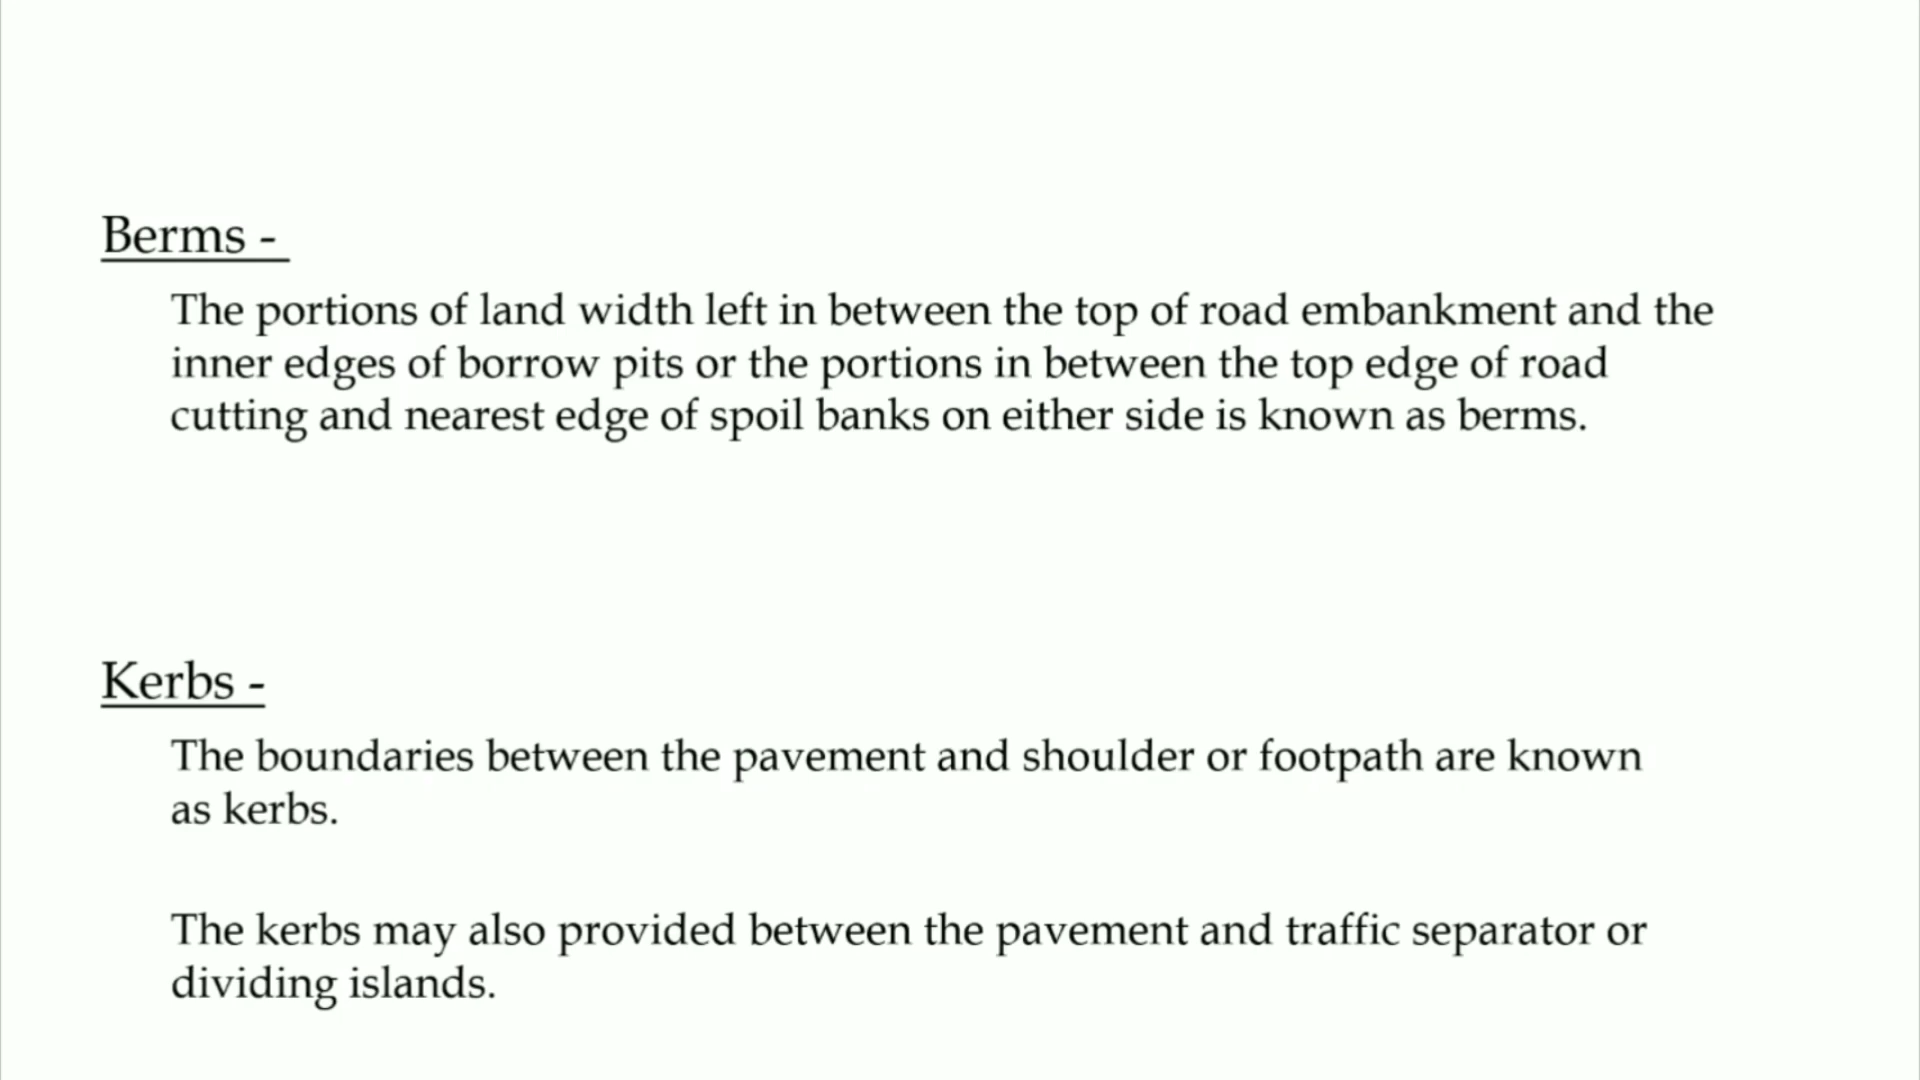 Berms -
The portions of land width left in between the top of road embankment and the
inner edges of borrow pits or the portions in between the top edge of road
cutting and nearest edge of spoil banks on either side is known as berms.
Kerbs -
The boundaries between the pavement and shoulder or footpath are known
as kerbs.
The kerbs may also provided between the pavement and traffic separator or
dividing islands.